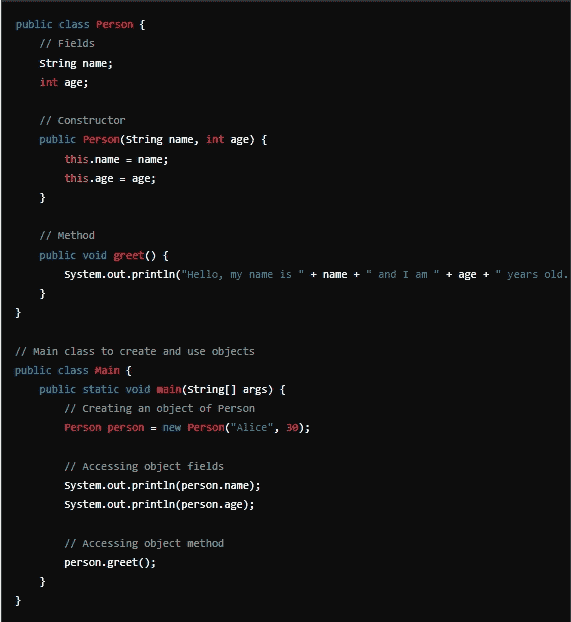 public class Person {
// Fields
String name;
int age;
// Constructor
public Person(String name, int age) {
this.name = name;
this.age = age;
}
// Method
public void greet() {
System.out.println("Hello, my name is " + name + " and I am " + age + " years old.
}
}
// Main class to create and use objects
public class Main {
public static void main(String[] args) {
// Creating an object of Person
Person person = new Person("Alice", 30);
// Accessing object fields
System.out.println(person.name);
System.out.println(person.age);
// Accessing object method
person.greet();
}
}